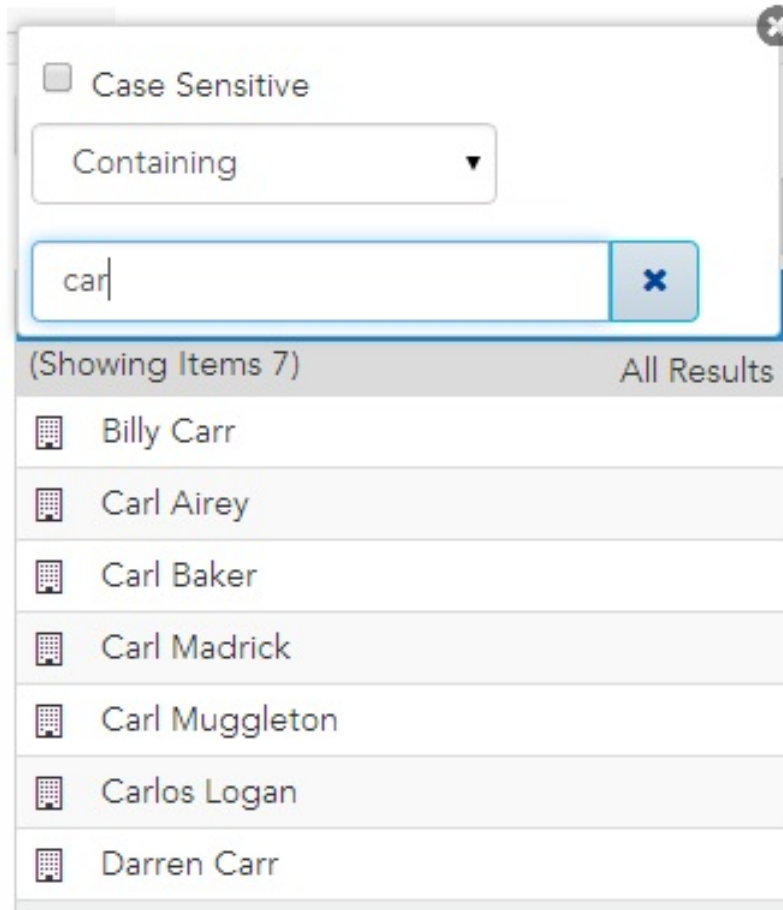 Case Sensitive
Containing
car
(Showing Items 7) All Results
Billy Carr
Carl Airey
Carl Baker
Carl Madrick
Carl Muggleton
Carlos Logan
Darren Carr